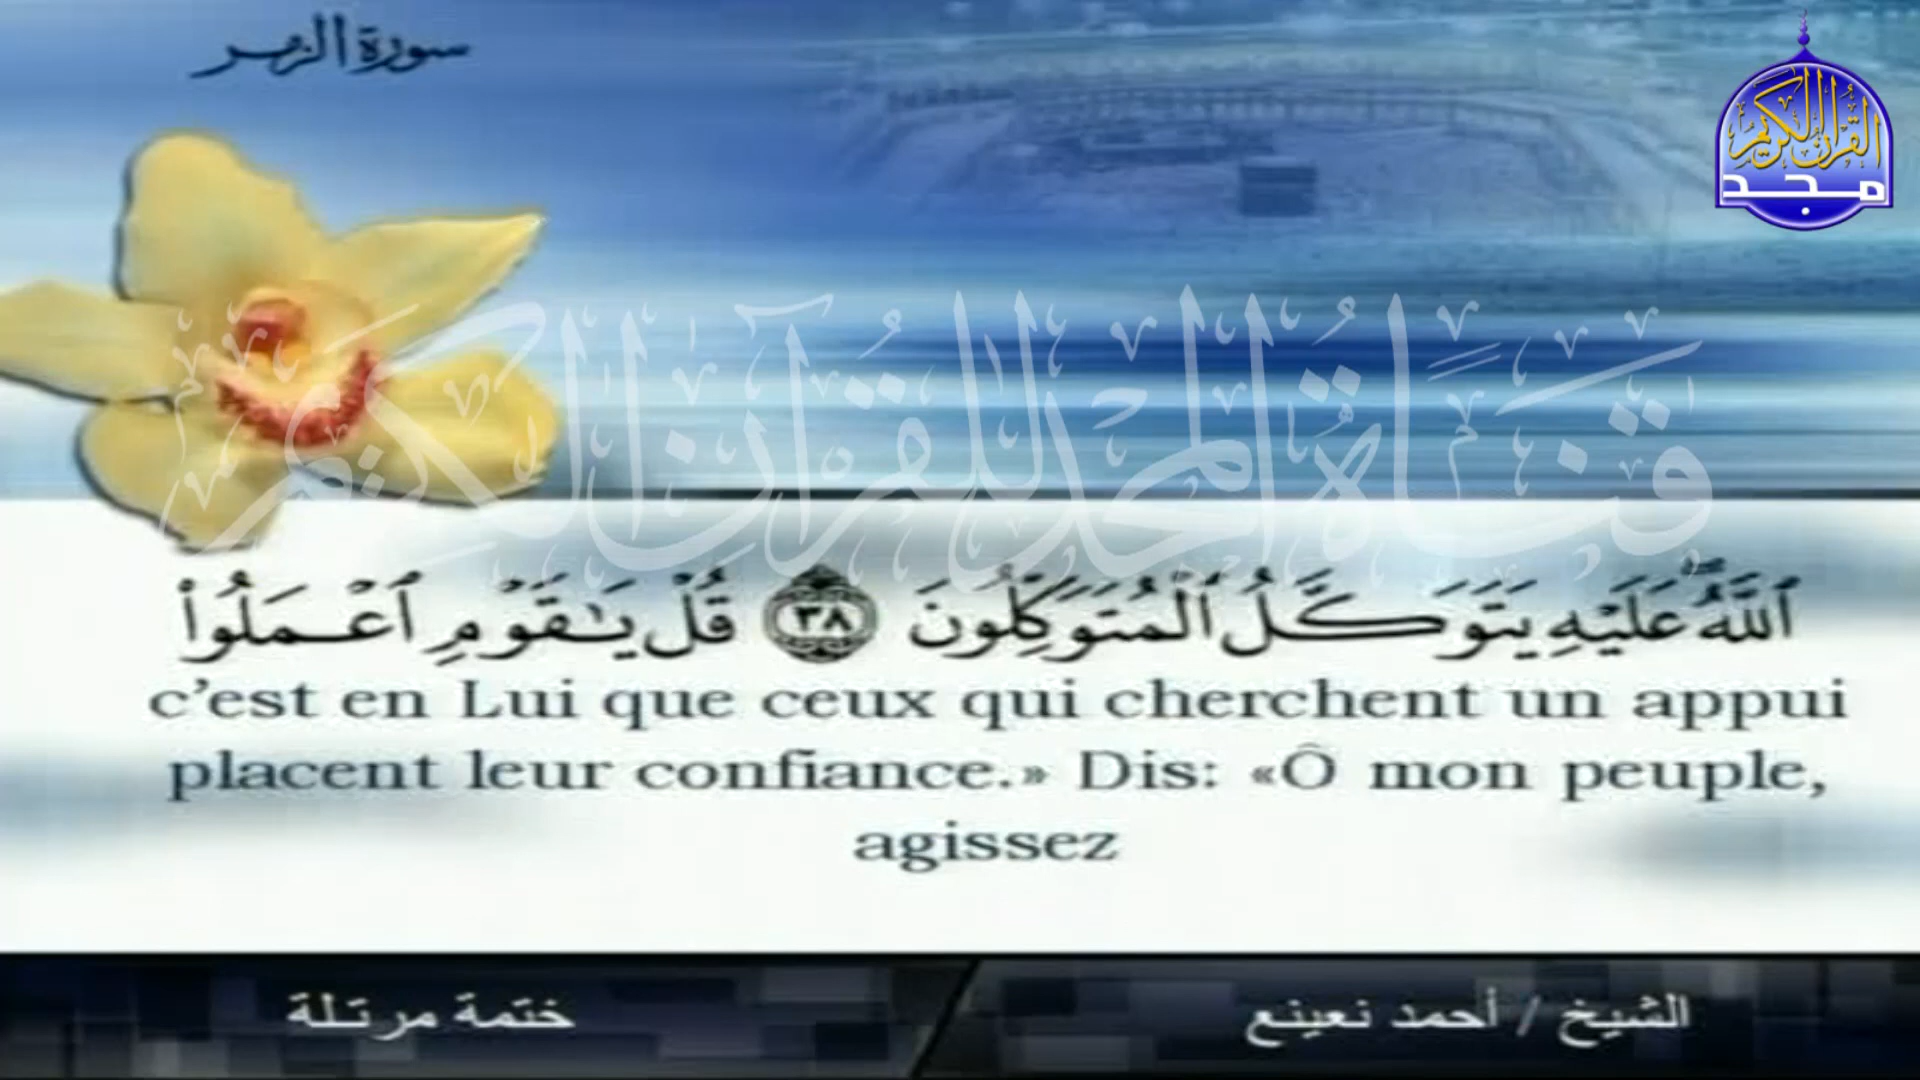 سورة الزمر
القرآن الكريم
مجد
قناة المجد للقرآن الكريم
ٱللَّهُ عَلَيْهِ يَتَوَكَّلُ ٱلْمُتَوَكِّلُونَ ٣٨ قُلْ يَـٰقَوْمِ ٱعْمَلُوا۟
c’est en Lui que ceux qui cherchent un appui
placent leur confiance.» Dis: «Ô mon peuple,
agissez
الشيخ / أحمد نعينع
ختمة مرتلة